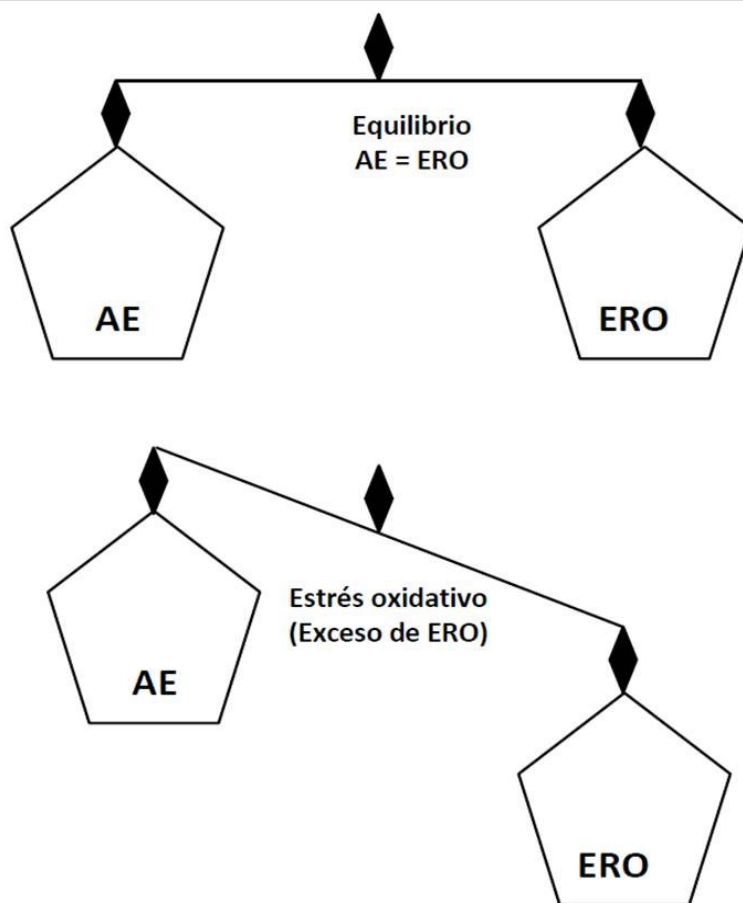 Equilibrio
AE = ERO
AE
ERO
Estrés oxidativo
(Exceso de ERO)
AE
ERO